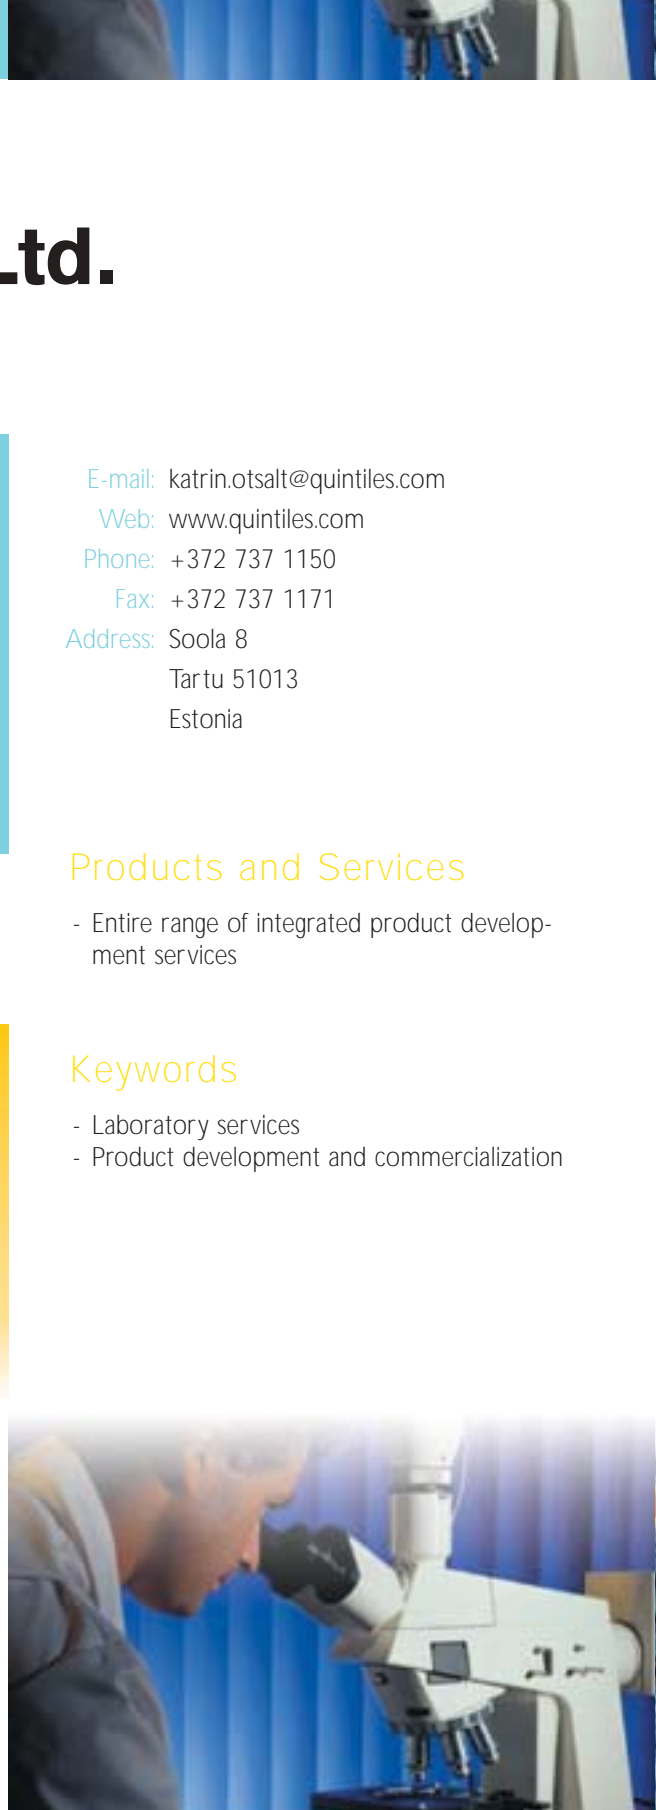 Ltd.
E-mail: katrin.otsalt@quintiles.com
Web: www.quintiles.com
Phone: +372 737 1150
Fax: +372 737 1171
Address: Soola 8
Tartu 51013
Estonia
Products and Services
- Entire range of integrated product develop-
ment services
Keywords
- Laboratory services
- Product development and commercialization